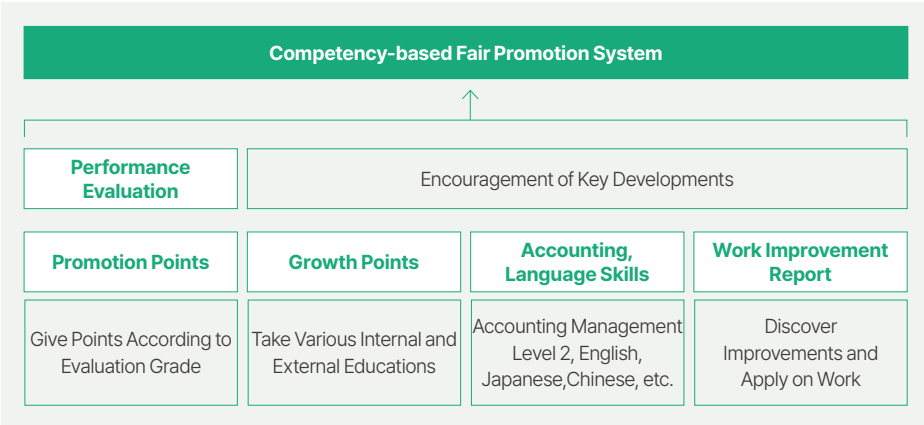 Competency-based Fair Promotion System
Performance
Evaluation
Encouragement of Key Developments
Promotion Points
Growth Points
Accounting,
Language Skills
Work Improvement
Report
Give Points According to
Evaluation Grade
Take Various Internal and
External Educations
Accounting Management
Level 2, English,
Japanese,Chinese, etc.
Discover
Improvements and
Apply on Work